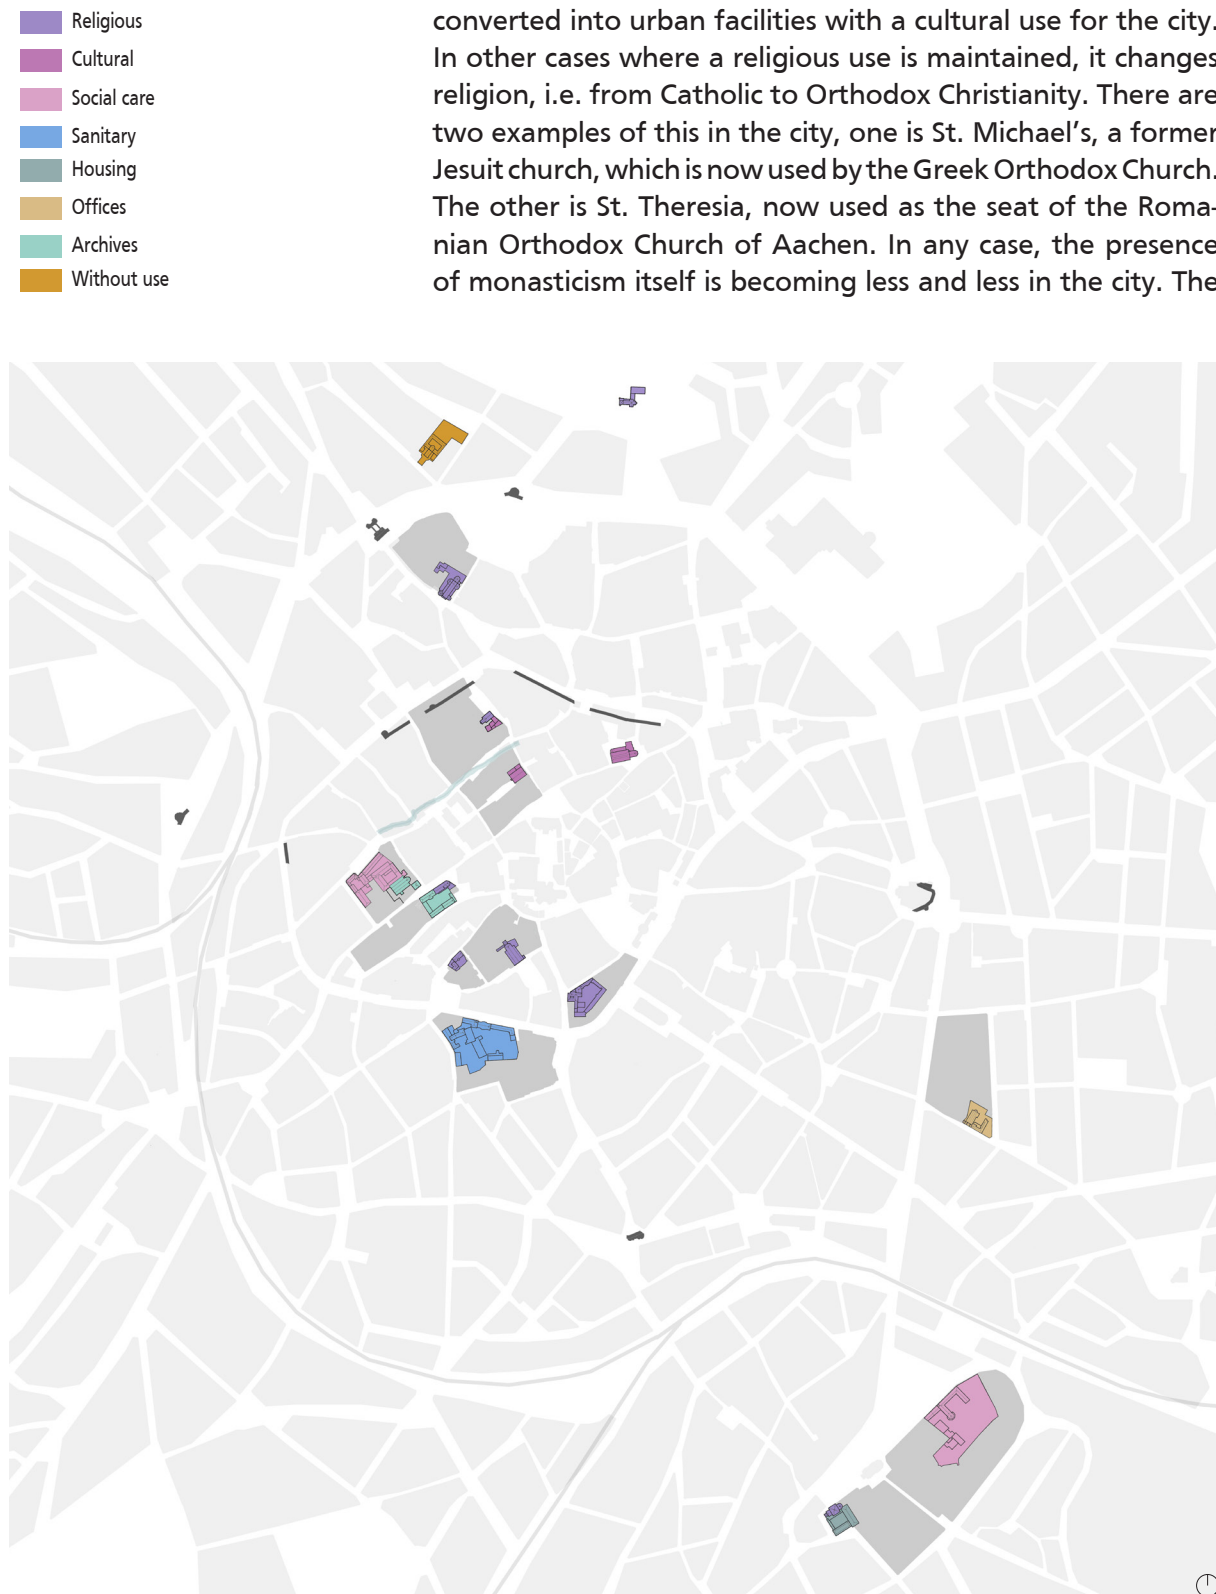 Religious
Cultural
Social care
Sanitary
Housing
Offices
Archives
Without use
converted into urban facilities with a cultural use for the city.
In other cases where a religious use is maintained, it changes
religion, i.e. from Catholic to Orthodox Christianity. There are
two examples of this in the city, one is St. Michael’s, a former
Jesuit church, which is now used by the Greek Orthodox Church.
The other is St. Theresia, now used as the seat of the Roma-
nian Orthodox Church of Aachen. In any case, the presence
of monasticism itself is becoming less and less in the city. The